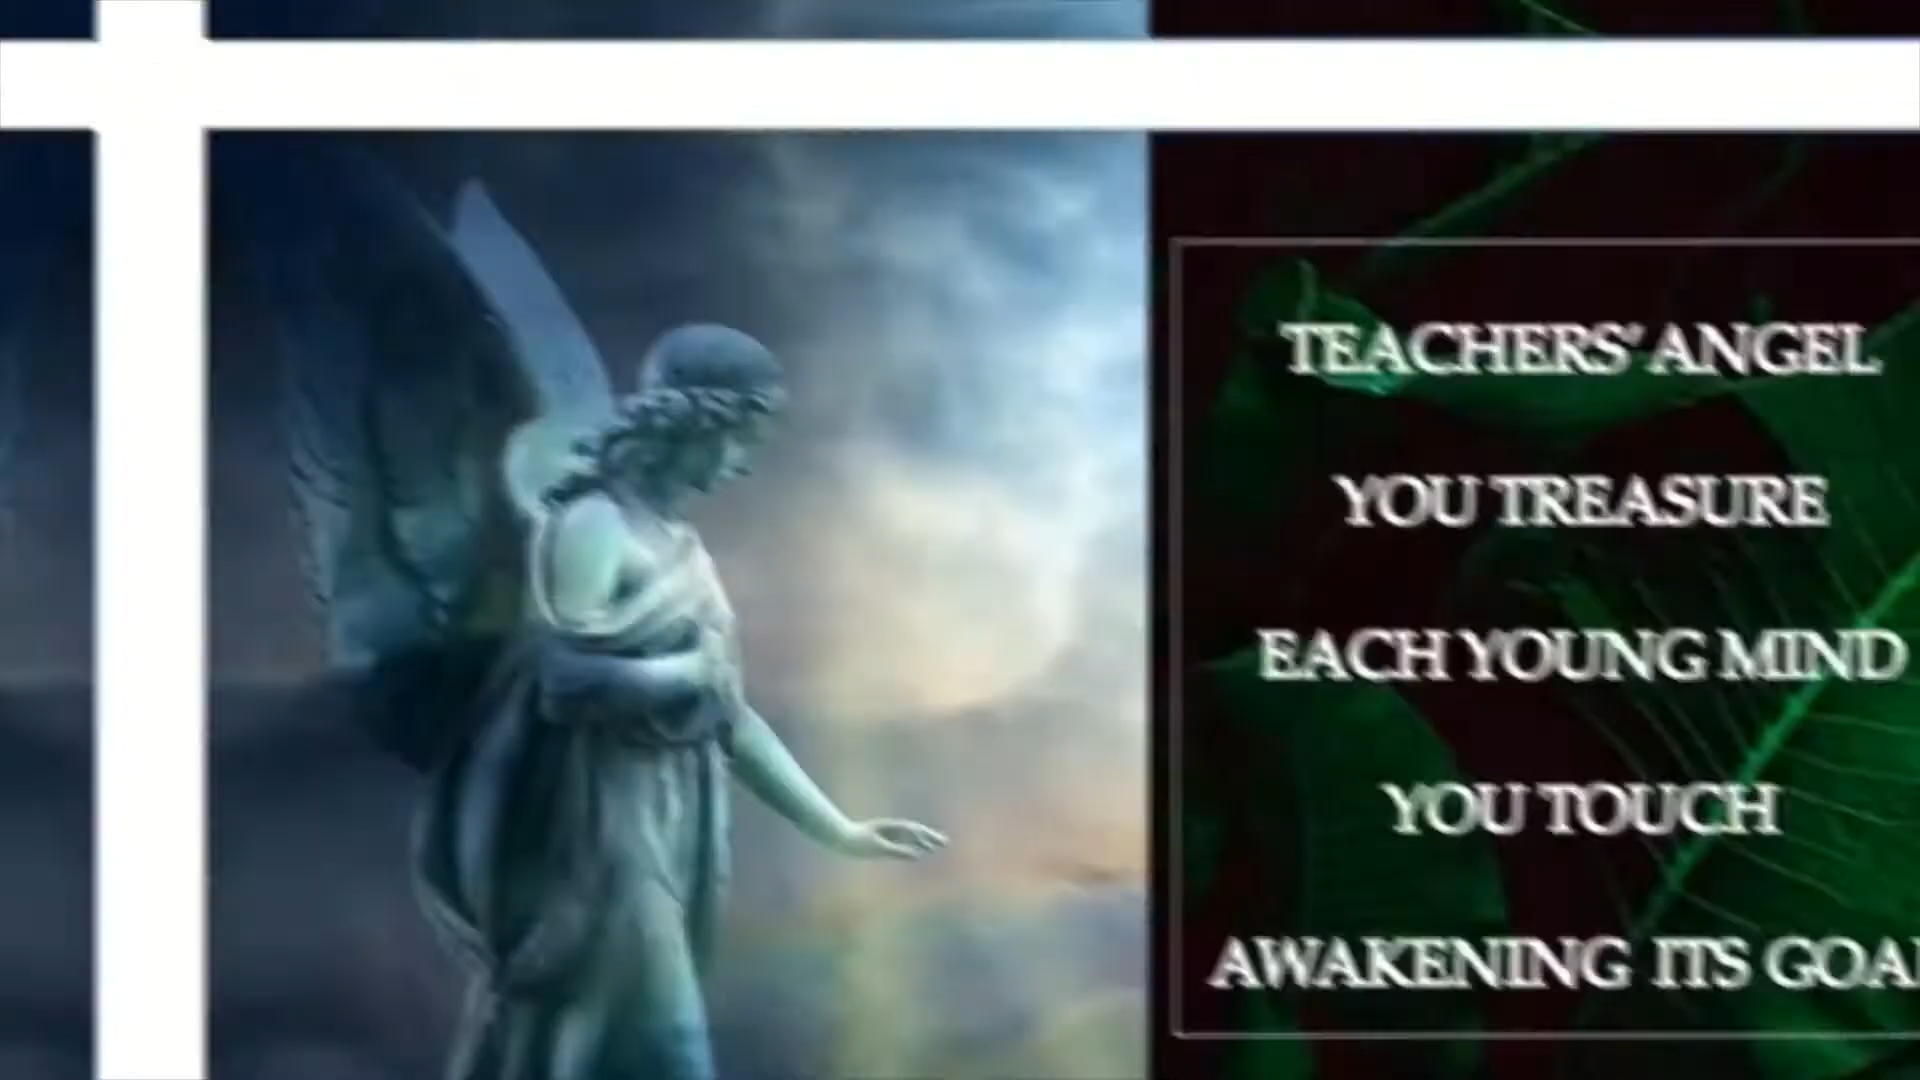 TEACHERS' ANGEL
YOU TREASURE
EACH YOUNG MIND
YOU TOUCH
AWAKENING ITS